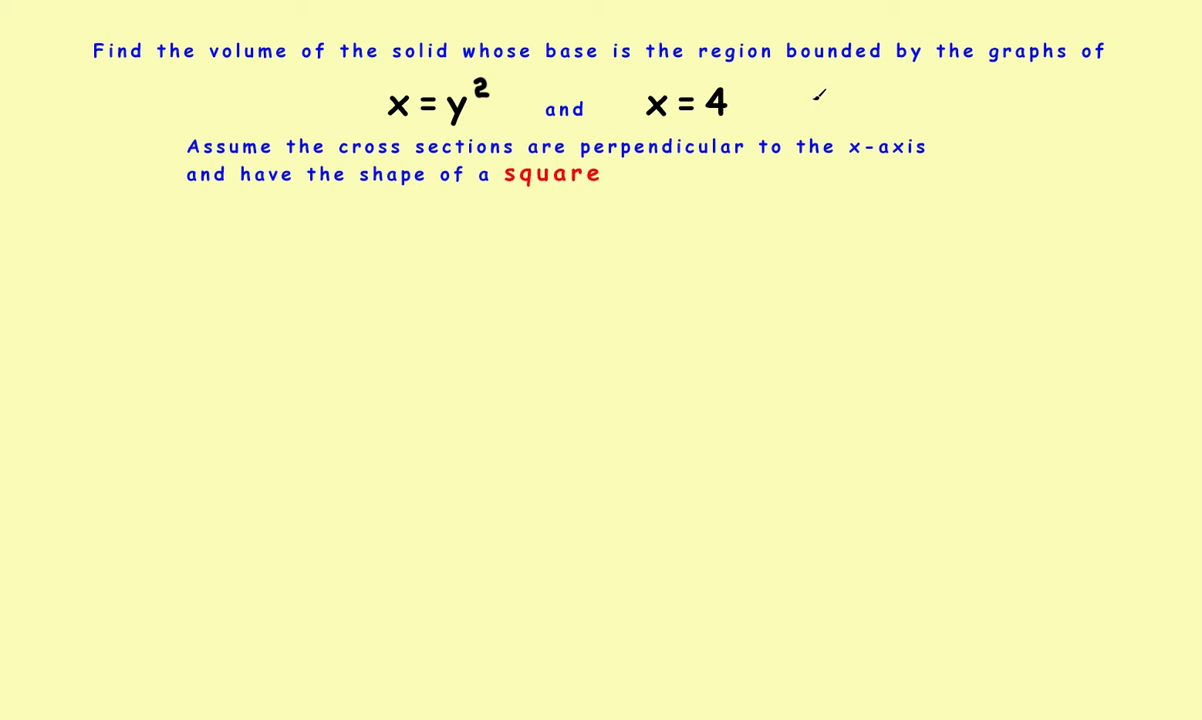 Find the volume of the solid whose base is the region bounded by the graphs of
x = y² and x = 4
Assume the cross sections are perpendicular to the x-axis
and have the shape of a square